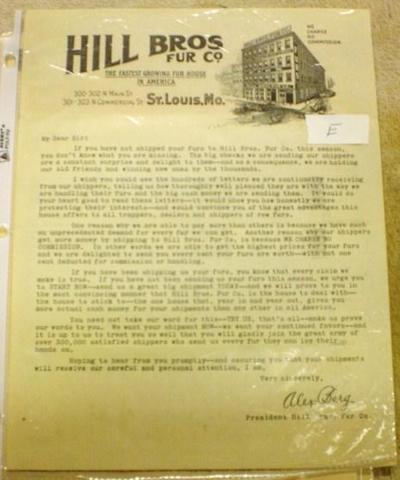 HILL BROS
FUR CO.
THE FASTEST GROWING FUR HOUSE
IN AMERICA
300-302 N MAIN ST
301-303 N COMMERCIAL ST ST. LOUIS, MO.
NO
CHARGE
NO
COMMISSION
E
My Dear Sir:
If you have not shipped your furs to Hill Bros. Fur Co. this season,
you don't know what you are missing. The big checks we are sending our shippers
are a constant surprise and delight to them--and as a consequence, we are holding
our old friends and winning new ones by the thousands.
I wish you could see the hundreds of letters we are continually receiving
from our shippers, telling us how thoroughly well pleased they are with the way we
are handling their furs and the big cash money we are sending them. It would do
your heart good to read these letters--it would show you how honestly we are
protecting their interests--and would convince you of the great advantages this
house offers to all trappers, dealers and shippers of raw furs.
One reason why we are able to pay more than others is because we have such
an unprecedented demand for every fur we can get. Another reason why our shippers
get more money by shipping to Hill Bros. Fur Co. is because WE CHARGE NO
COMMISSION. In other words we are able to get the highest prices for your furs
and we are delighted to send you every cent your furs are worth--with not one
cent deducted for commission or handling.
If you have been shipping us your furs, you know that every claim we
make is true. If you have not been sending us your furs this season, we urge you
to START NOW--send us a great big shipment TODAY--and we will prove to you in
the most convincing manner that Hill Bros. Fur Co. is the house to deal with--
the house to stick to--the one house that, year in and year out, gives you
more actual cash money for your shipments than any other in all America.
You need not take our word for this--TRY US, that's all--make us prove
our words to you. We want your shipment NOW--we want your continued favors--and
it is up to us to treat you so well that you will gladly join the great army of
over 300,000 satisfied shippers who send us every fur they can lay their
hands on.
Hoping to hear from you promptly--and assuring you that your shipments
will receive our careful and personal attention, I am,
Very sincerely,
Alex Berg
President Hill Bros. Fur Co.